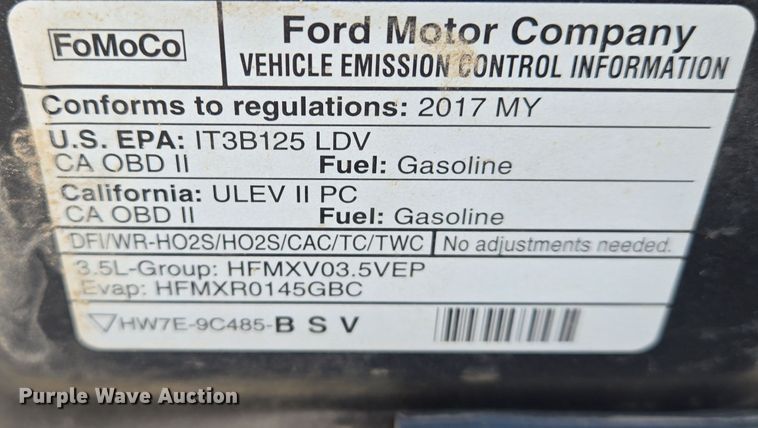 FoMoCo
Ford Motor Company
VEHICLE EMISSION CONTROL INFORMATION
Conforms to regulations: 2017 MY
U.S. EPA: IT3B125 LDV
CA OBD II Fuel: Gasoline
California: ULEV II PC
CA OBD II Fuel: Gasoline
DFI/WR-HO2S/HO2S/CAC/TC/TWC No adjustments needed.
3.5L-Group: HFMXV03.5VEP
Evap: HFMXR0145GBC
HW7E-9C485-B S V
Purple Wave Auction